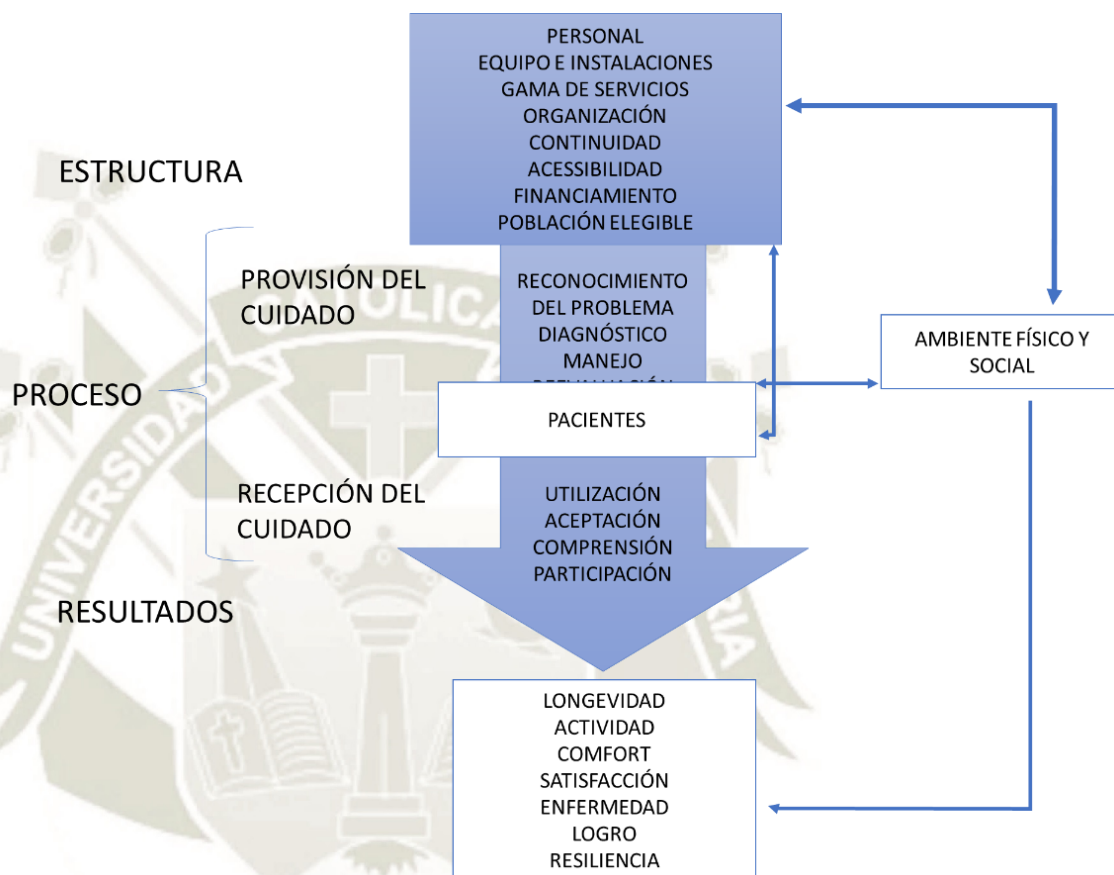 PERSONAL
EQUIPO E INSTALACIONES
GAMA DE SERVICIOS
ORGANIZACIÓN
CONTINUIDAD
ACESSIBILIDAD
FINANCIAMIENTO
POBLACIÓN ELEGIBLE
ESTRUCTURA
PROVISIÓN DEL
CUIDADO
RECONOCIMIENTO
DEL PROBLEMA
DIAGNÓSTICO
MANEJO
AMBIENTE FÍSICO Y
SOCIAL
PROCESO
PACIENTES
RECEPCIÓN DEL
CUIDADO
UTILIZACIÓN
ACEPTACIÓN
COMPRENSIÓN
PARTICIPACIÓN
RESULTADOS
LONGEVIDAD
ACTIVIDAD
COMFORT
SATISFACCIÓN
ENFERMEDAD
LOGRO
RESILIENCIA
UNIVERSIDAD